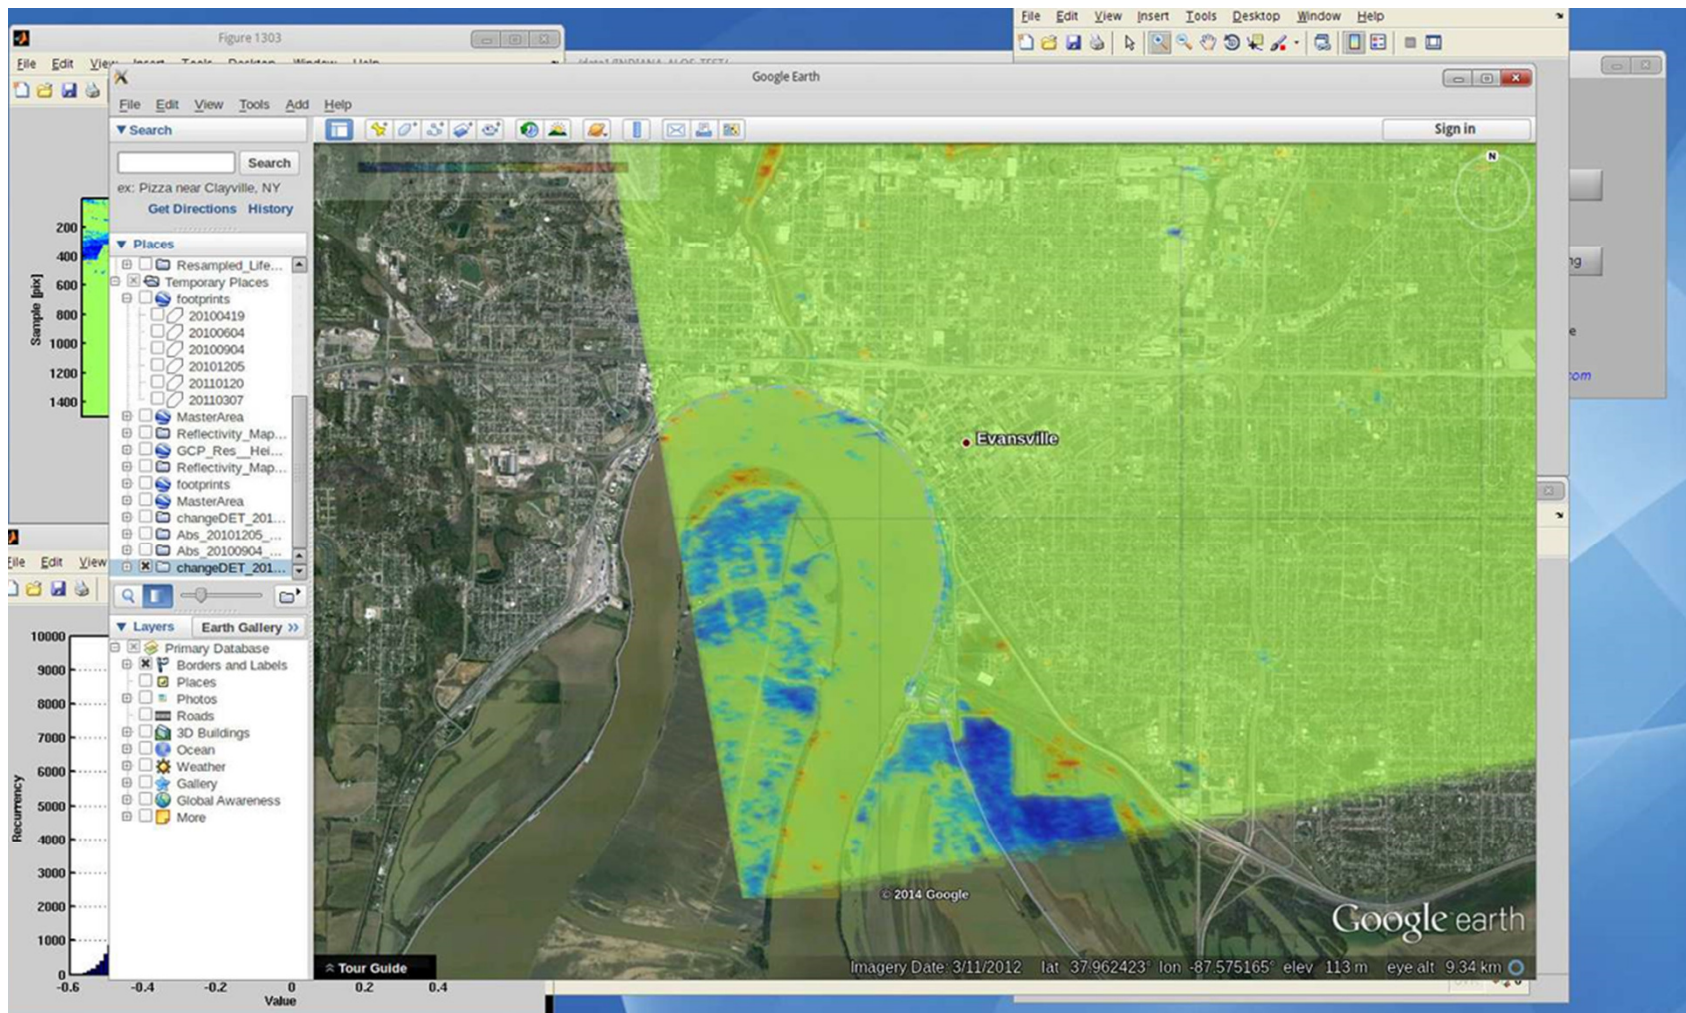 File Edit View Insert Tools Desktop Window Help
Figure 1303
File Edit
Google Earth
File Edit View Tools Add Help
Search
Sign in
Search
ex: Pizza near Clayville, NY
Get Directions History
Places
Resampled_Life...
Temporary Places
footprints
20100419
20100604
20100904
20101205
20110120
20110307
MasterArea
Reflectivity_Map...
GCP_Res__Hei...
Reflectivity_Map...
footprints
MasterArea
changeDET_201...
Abs_20101205_...
Abs_20100904_...
changeDET_201...
Layers Earth Gallery >>
Primary Database
Borders and Labels
Places
Photos
Roads
3D Buildings
Ocean
Weather
Gallery
Global Awareness
More
200
400
600
800
1000
1200
1400
Sample [pix]
Edit View
10000
9000
8000
7000
6000
5000
4000
3000
2000
1000
0
Recurrency
-0.6 -0.4 -0.2 0 0.2 0.4
Value
N
Evansville
© 2014 Google
Google earth
Tour Guide
Imagery Date: 3/11/2012 lat 37.962423° lon -87.575165° elev 113 m eye alt 9.34 km